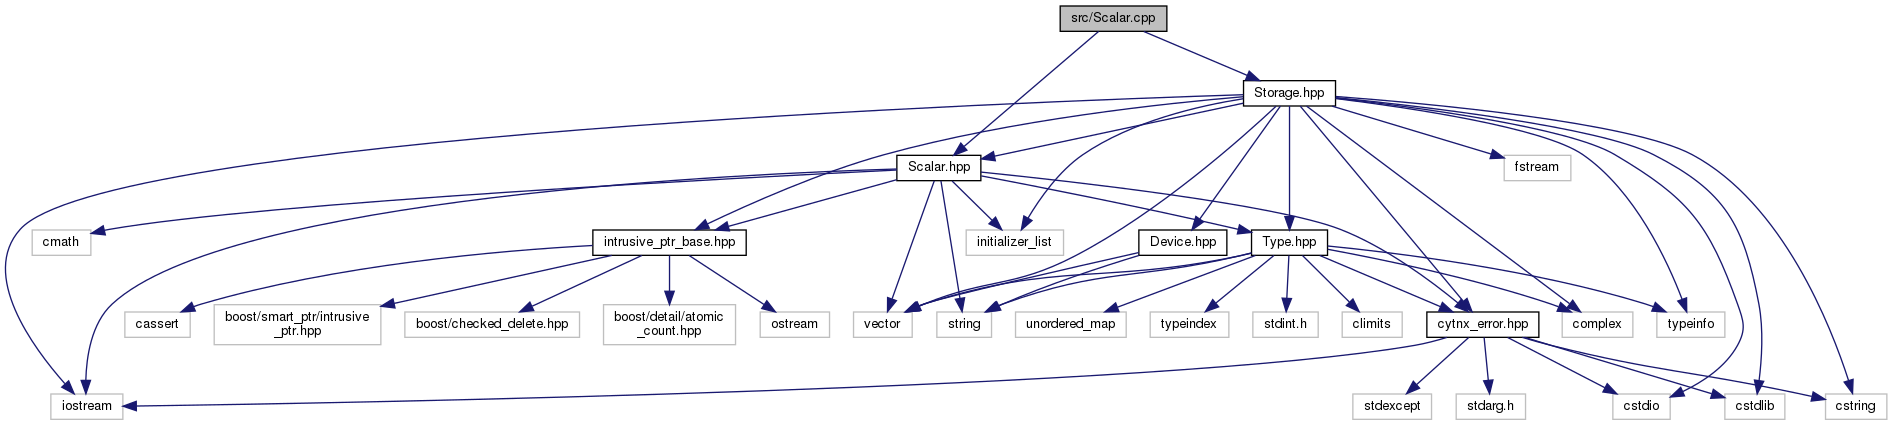 src/Scalar.cpp
Storage.hpp
Scalar.hpp
fstream
cmath
intrusive_ptr_base.hpp
initializer_list
Device.hpp
Type.hpp
cassert
boost/smart_ptr/intrusive
_ptr.hpp
boost/checked_delete.hpp
boost/detail/atomic
_count.hpp
ostream
vector
string
unordered_map
typeindex
stdint.h
climits
cytnx_error.hpp
complex
typeinfo
iostream
stdexcept
stdarg.h
cstdio
cstdlib
cstring